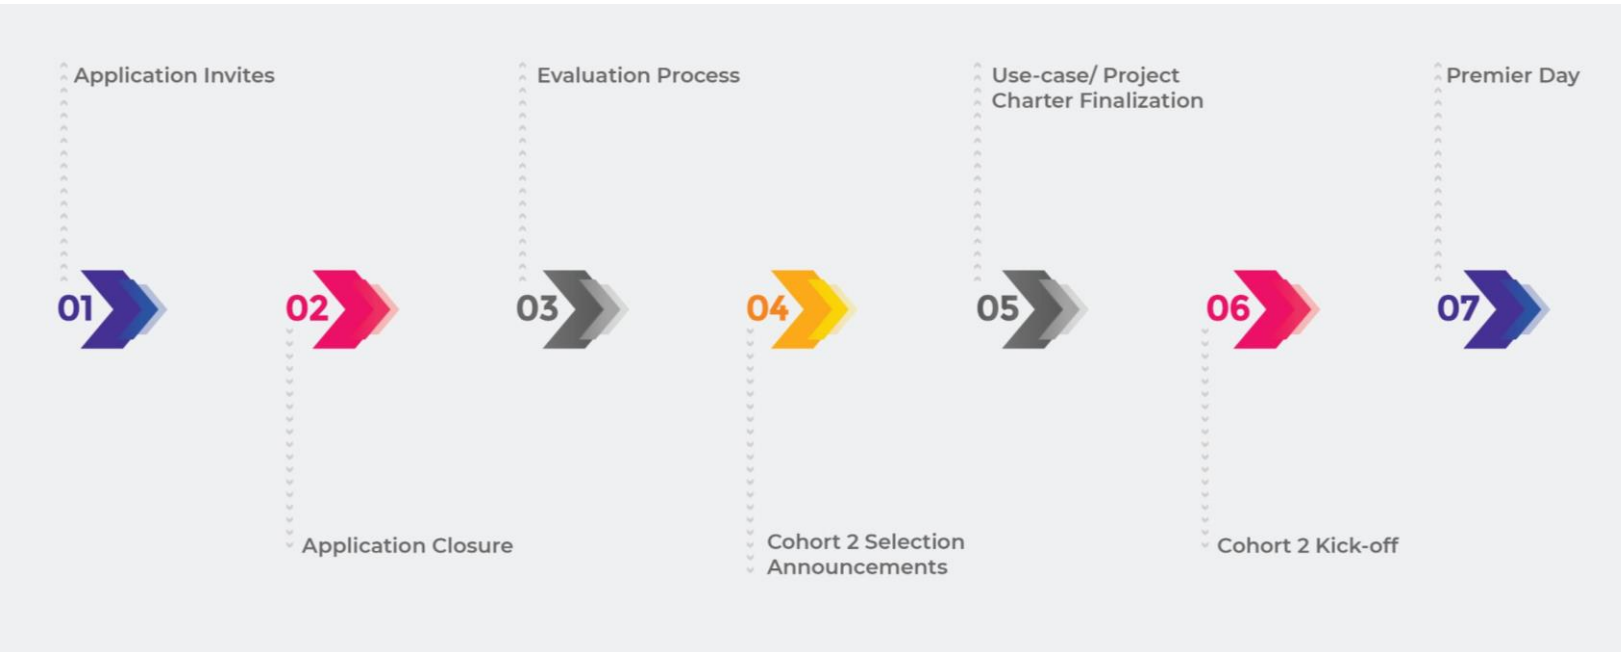 01
Application Invites
02
Application Closure
03
Evaluation Process
04
Cohort 2 Selection
Announcements
05
Use-case/ Project
Charter Finalization
06
Cohort 2 Kick-off
07
Premier Day